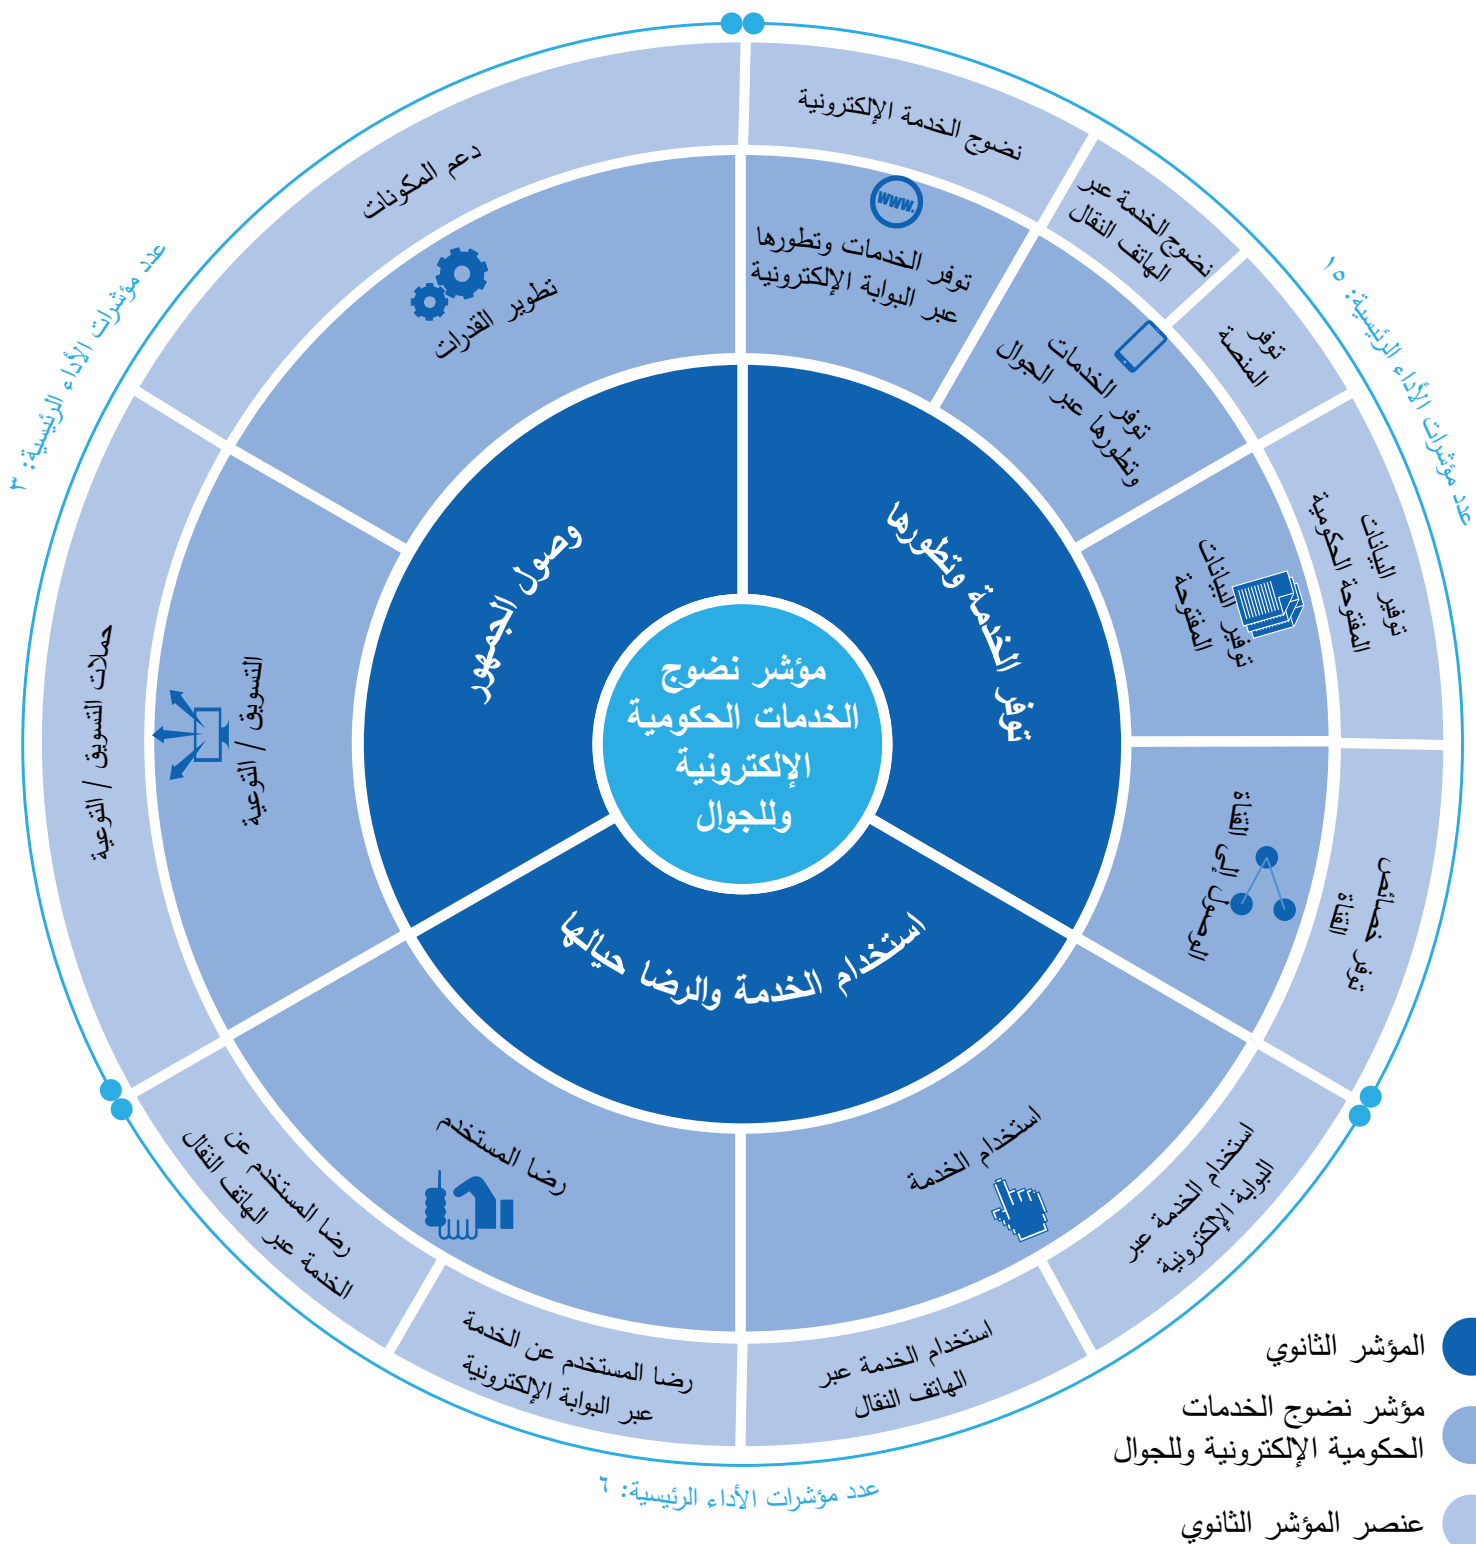 مؤشر نضوج
الخدمات الحكومية
الإلكترونية
وللجوال
توفر الخدمة وتطورها
استخدام الخدمة والرضا حيالها
وصول الجمهور
توفر الخدمات وتطورها
عبر البوابة الإلكترونية
www.
توفر الخدمات
وتطورها عبر الجوال
توفير البيانات
المفتوحة
الوصول إلى القناة
استخدام الخدمة
رضا المستخدم
التسويق / التوعية
تطوير القدرات
نضوج الخدمة الإلكترونية
نضوج الخدمة عبر
الهاتف النقال
توفر
المنصة
توفير البيانات
المفتوحة الحكومية
توفر خصائص
القناة
استخدام الخدمة عبر
البوابة الإلكترونية
استخدام الخدمة عبر
الهاتف النقال
رضا المستخدم عن الخدمة
عبر البوابة الإلكترونية
رضا المستخدم عن
الخدمة عبر الهاتف النقال
حملات التسويق / التوعية
دعم المكونات
عدد مؤشرات الأداء الرئيسية: ١٥
عدد مؤشرات الأداء الرئيسية: ٦
عدد مؤشرات الأداء الرئيسية: ٣
المؤشر الثانوي
مؤشر نضوج الخدمات
الحكومية الإلكترونية وللجوال
عنصر المؤشر الثانوي